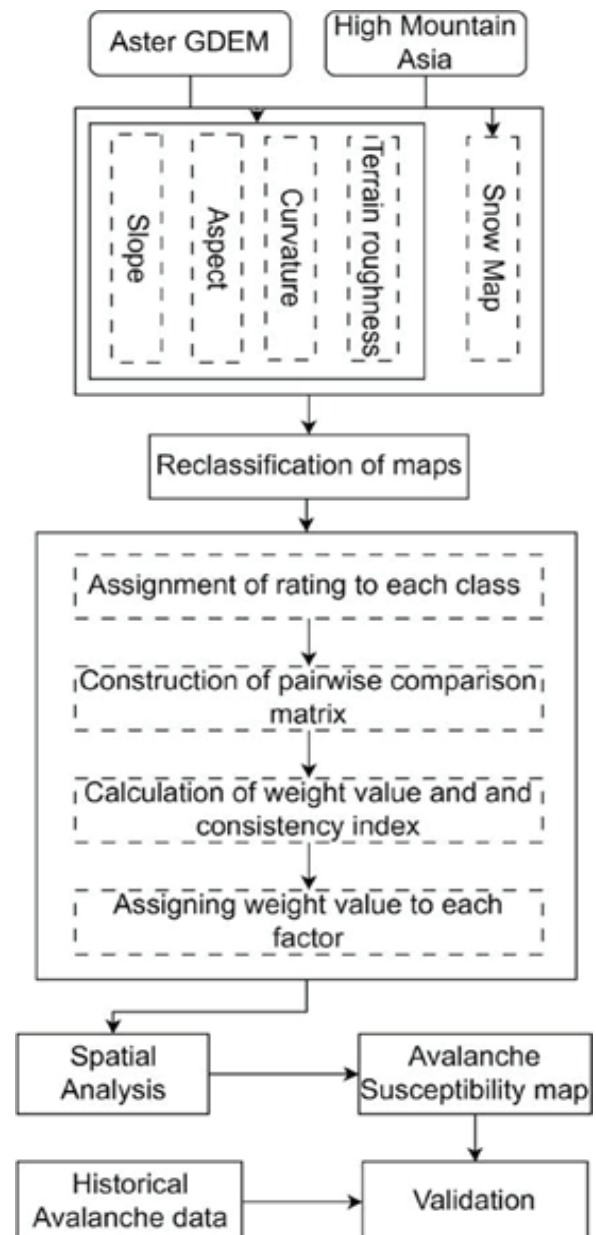 Aster GDEM
High Mountain
Asia
Slope
Aspect
Curvature
Terrain roughness
Snow Map
Reclassification of maps
Assignment of rating to each class
Construction of pairwise comparison
matrix
Calculation of weight value and and
consistency index
Assigning weight value to each
factor
Spatial
Analysis
Avalanche
Susceptibility map
Historical
Avalanche data
Validation